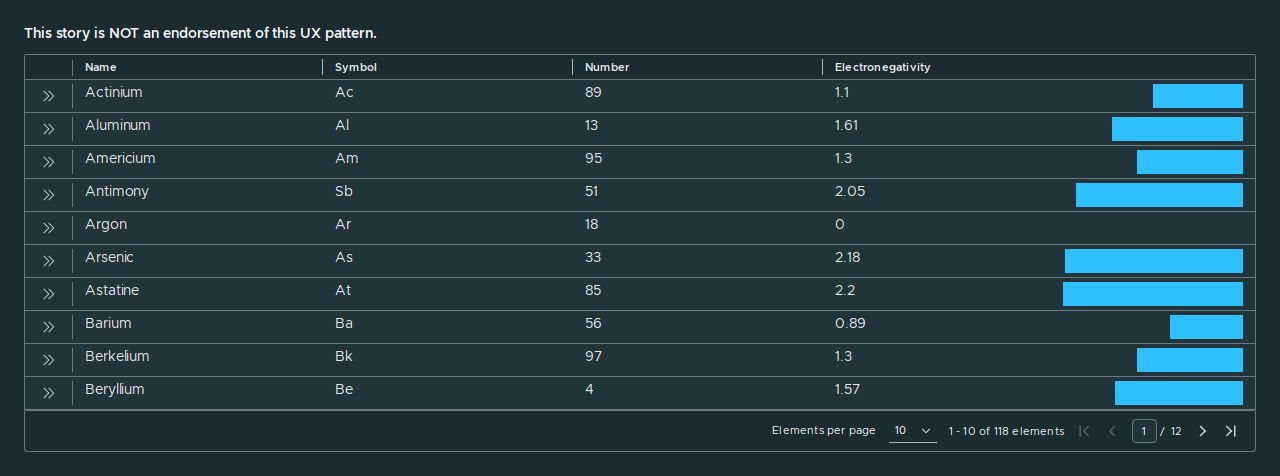 This story is NOT an endorsement of this UX pattern.
Name Symbol Number Electronegativity
Actinium Ac 89 1.1
Aluminum Al 13 1.61
Americium Am 95 1.3
Antimony Sb 51 2.05
Argon Ar 18 0
Arsenic As 33 2.18
Astatine At 85 2.2
Barium Ba 56 0.89
Berkelium Bk 97 1.3
Beryllium Be 4 1.57
Elements per page 10 1 - 10 of 118 elements 1 / 12